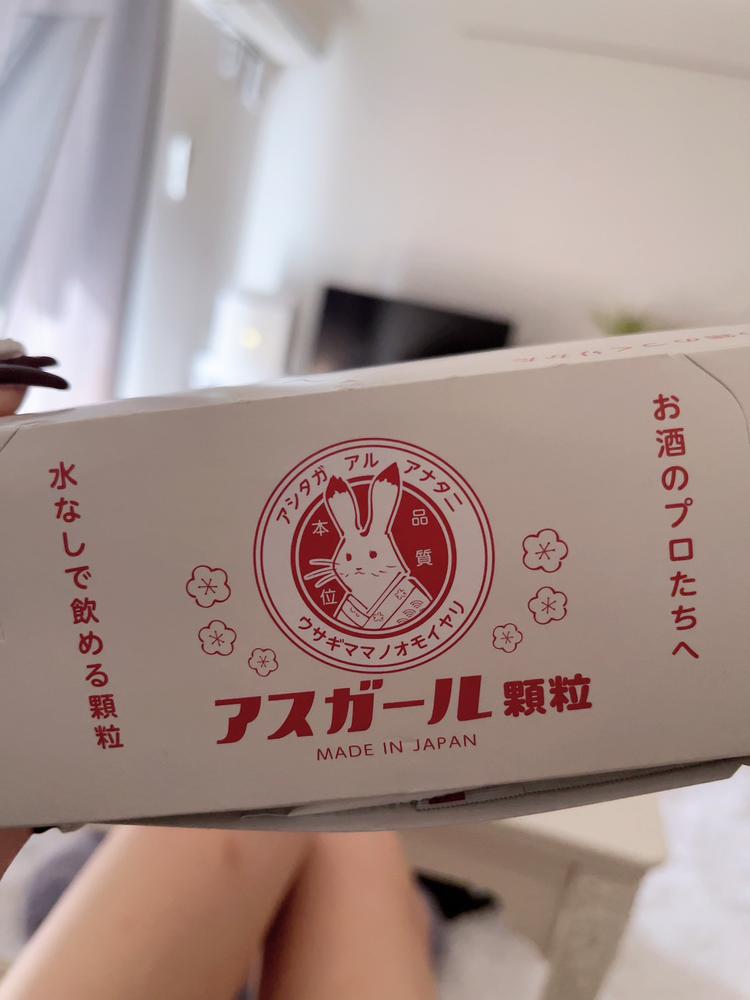 お酒のプロたちへ
アシタガ アル アナタニ
品質
本位
ウサギママノオモイヤリ
水なしで飲める顆粒
アスガール顆粒
MADE IN JAPAN